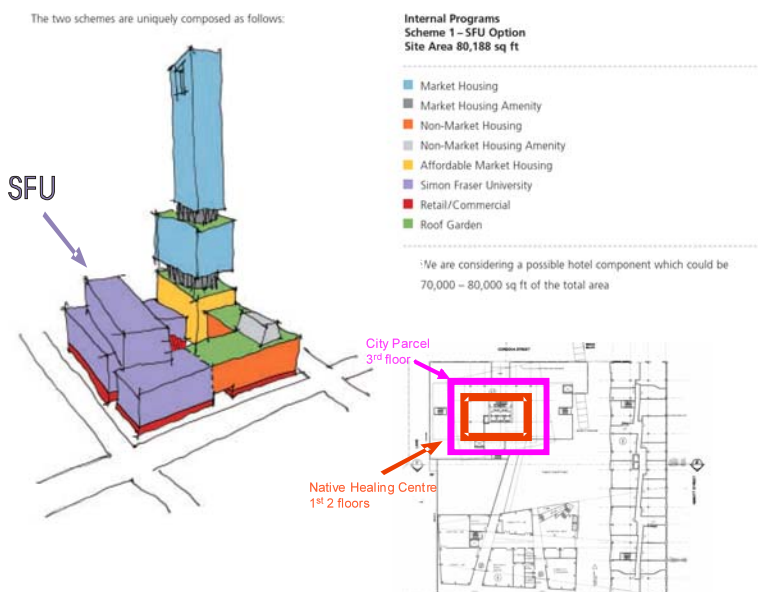 The two schemes are uniquely composed as follows:
Internal Programs
Scheme 1 – SFU Option
Site Area 80,188 sq ft
Market Housing
Market Housing Amenity
Non-Market Housing
Non-Market Housing Amenity
Affordable Market Housing
Simon Fraser University
Retail/Commercial
Roof Garden
We are considering a possible hotel component which could be
70,000 – 80,000 sq ft of the total area
SFU
City Parcel
3rd floor
CORDOVA STREET
Native Healing Centre
1st 2 floors